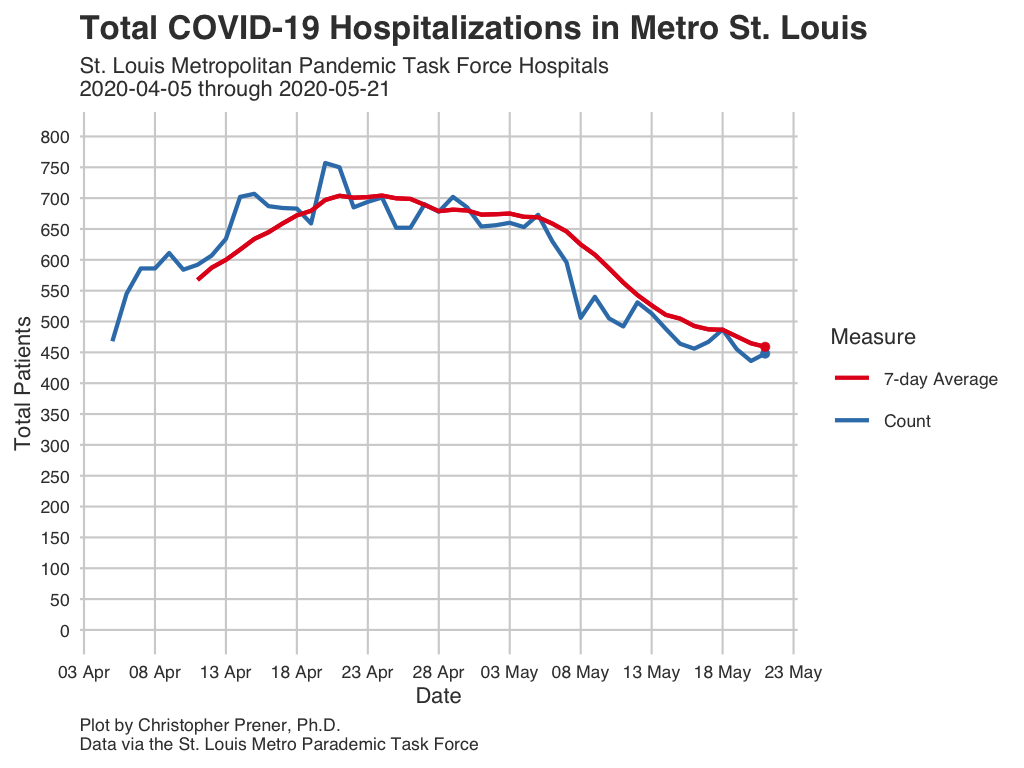 Total COVID-19 Hospitalizations in Metro St. Louis
St. Louis Metropolitan Pandemic Task Force Hospitals
2020-04-05 through 2020-05-21
800
750
700
650
600
550
500
450
400
350
300
250
200
150
100
50
0
Total Patients
03 Apr 08 Apr 13 Apr 18 Apr 23 Apr 28 Apr 03 May 08 May 13 May 18 May 23 May
Date
Measure
7-day Average
Count
Plot by Christopher Prener, Ph.D.
Data via the St. Louis Metro Parademic Task Force